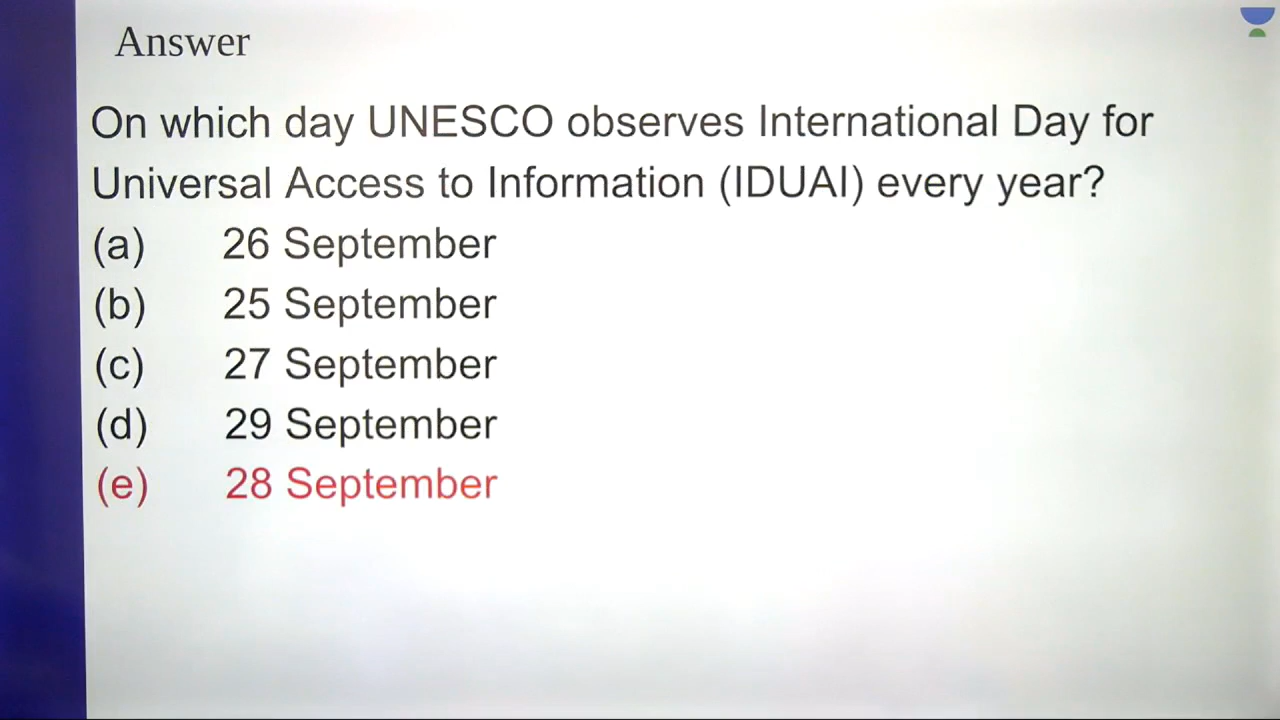 Answer
On which day UNESCO observes International Day for
Universal Access to Information (IDUAI) every year?
(a) 26 September
(b) 25 September
(c) 27 September
(d) 29 September
(e) 28 September